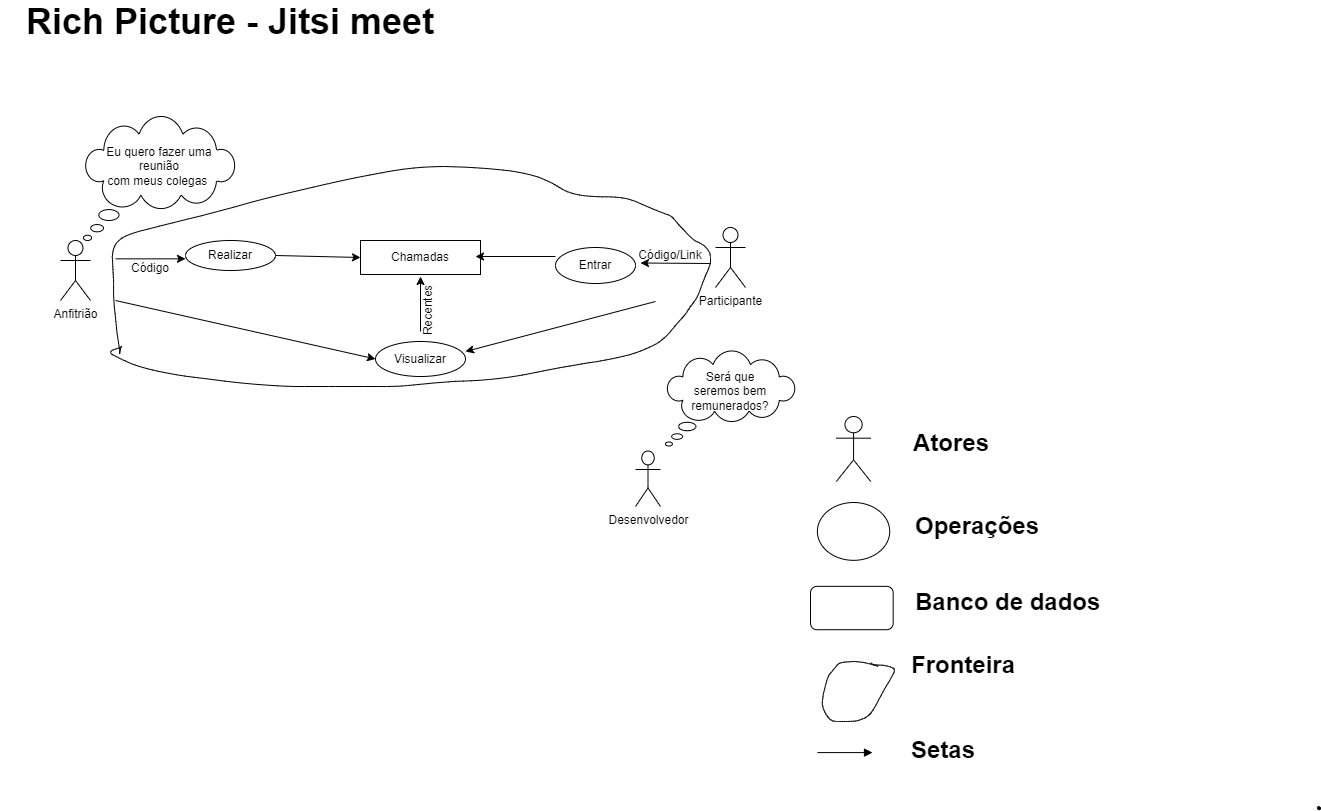 Rich Picture - Jitsi meet
Eu quero fazer uma
reunião
com meus colegas
Anfitrião
Código
Realizar
Chamadas
Entrar
Código/Link
Participante
Recentes
Visualizar
Será que
seremos bem
remunerados?
Desenvolvedor
Atores
Operações
Banco de dados
Fronteira
Setas
.